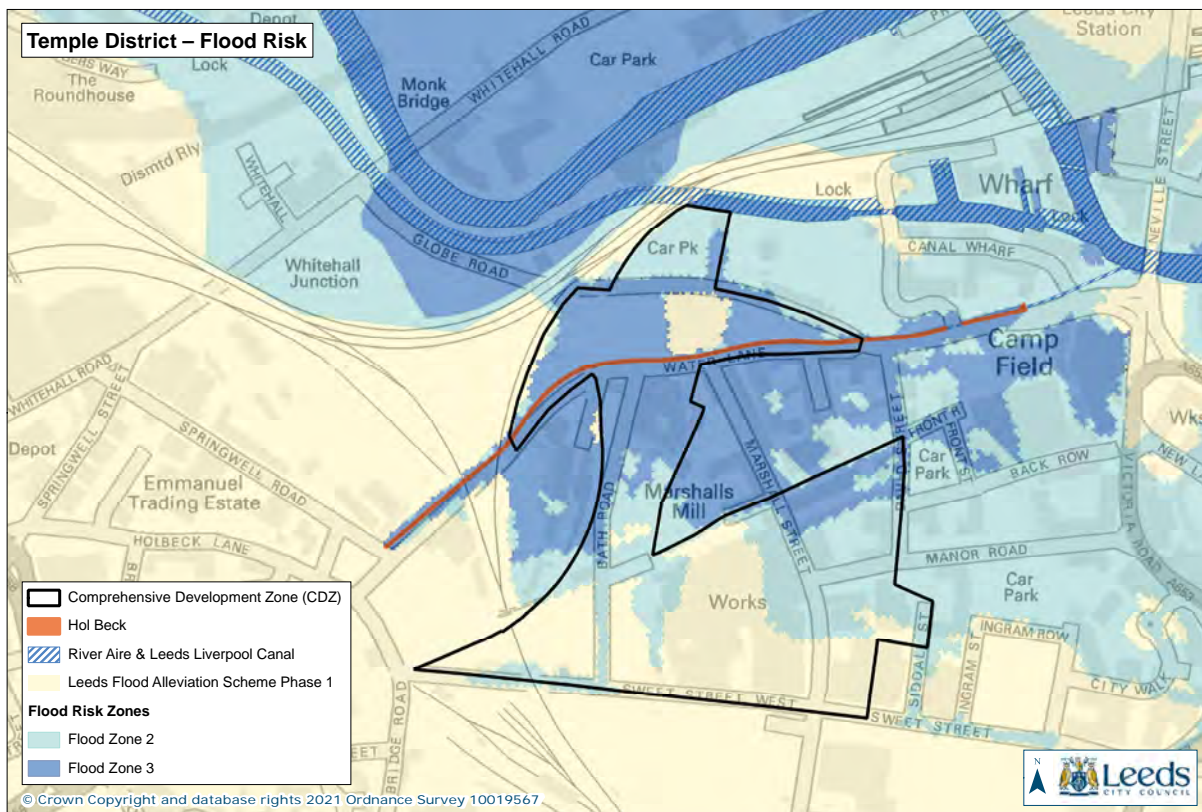 Temple District – Flood Risk
Depot
Lock
The
Roundhouse
Dismtd Rly
WHITEHALL
Monk
Bridge
WHITEHALL ROAD
Car Park
Station
NEVILLE STREET
Lock
Wharf
Lock
CANAL WHARF
GLOBE ROAD
Whitehall
Junction
Car Pk
WATER LANE
Camp
Field
WHITEHALL ROAD
SPRINGWELL STREET
SPRINGWELL ROAD
Depot
Emmanuel
Trading Estate
HOLBECK LANE
BATH ROAD
Marshalls
Mill
MARSHALL STREET
FRONT R
FRONT ST
Car
Park
BACK ROW
VICTORIA ROAD
A653
Wks
NEW
MANOR ROAD
Car
Park
Works
SIDDALL ST
INGRAM ST
INGRAM ROW
CITY WALK
SWEET STREET WEST
SWEET STREET
BRIDGE ROAD
Comprehensive Development Zone (CDZ)
Hol Beck
River Aire & Leeds Liverpool Canal
Leeds Flood Alleviation Scheme Phase 1
Flood Risk Zones
Flood Zone 2
Flood Zone 3
N
Leeds
CITY COUNCIL
© Crown Copyright and database rights 2021 Ordnance Survey 10019567